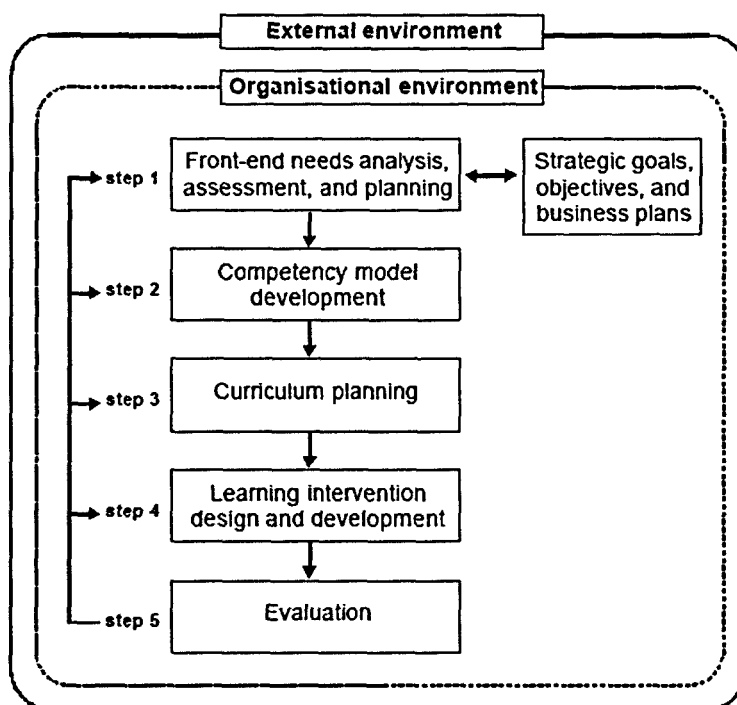 External environment
Organisational environment
step 1
Front-end needs analysis,
assessment, and planning
Strategic goals,
objectives, and
business plans
step 2
Competency model
development
step 3
Curriculum planning
step 4
Learning intervention
design and development
step 5
Evaluation